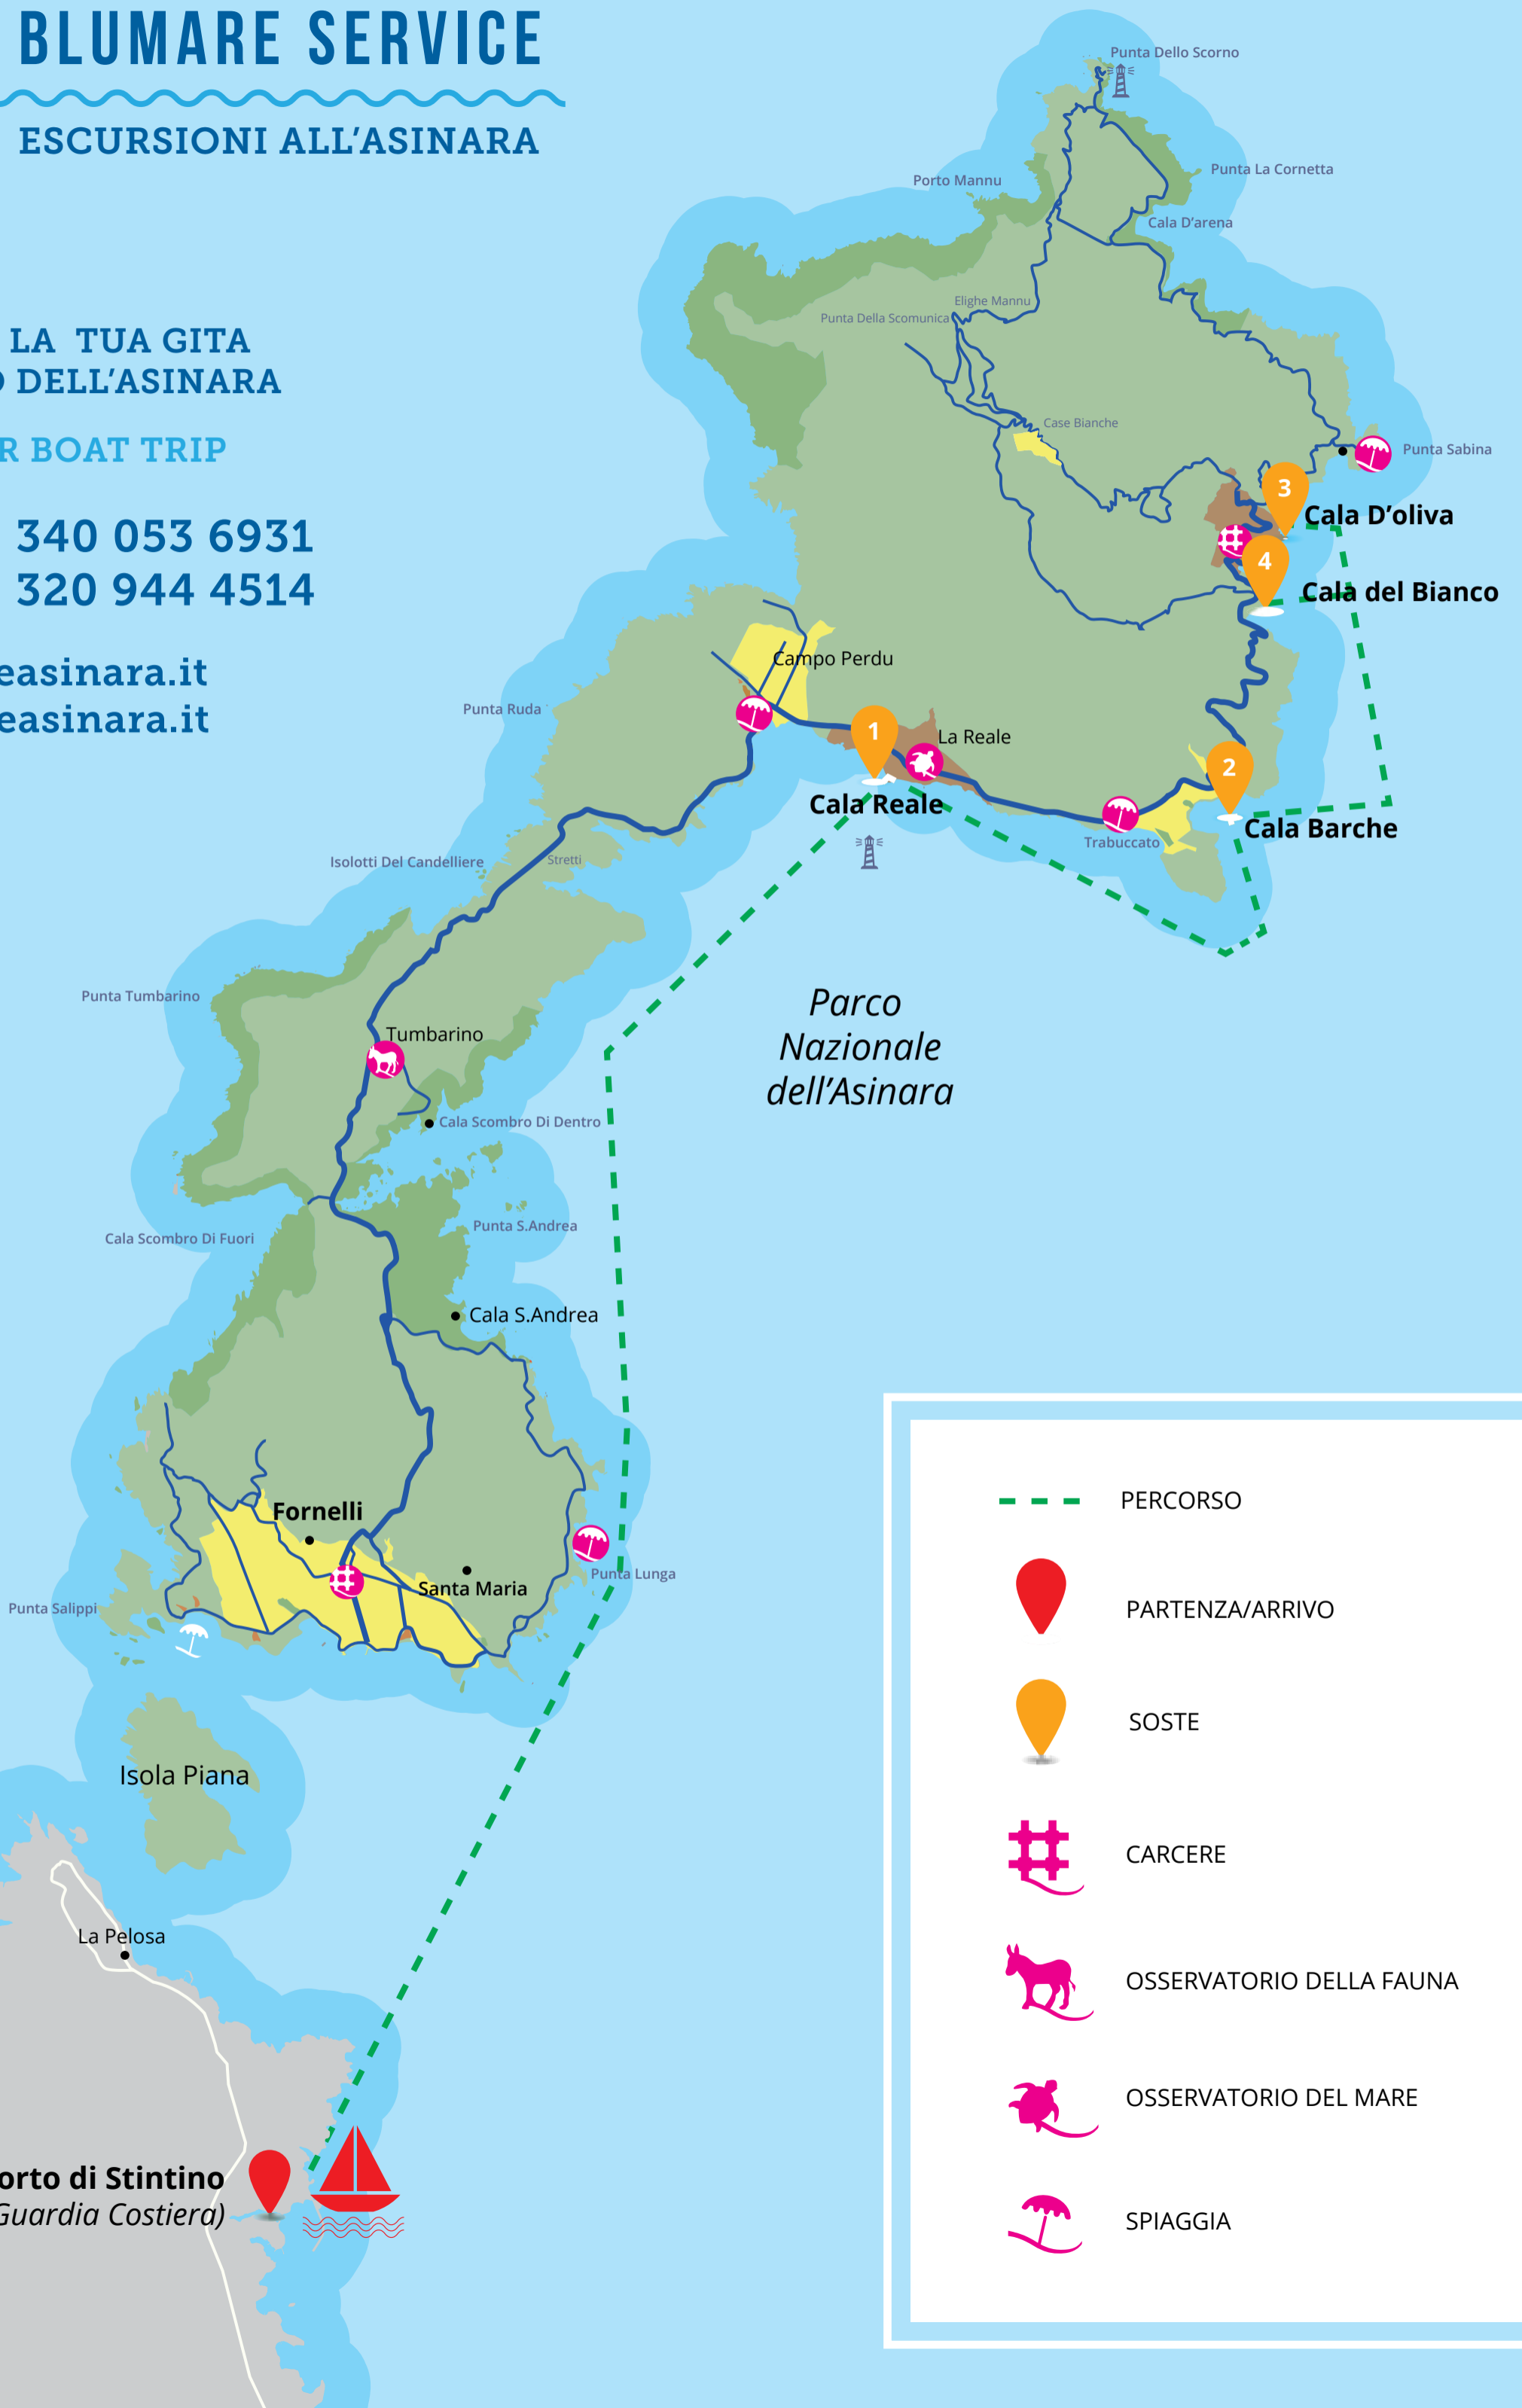 BLUMARE SERVICE
ESCURSIONI ALL'ASINARA
LA TUA GITA
DELL'ASINARA
BOAT TRIP
340 053 6931
320 944 4514
easinara.it
easinara.it
Punta Dello Scorno
Punta La Cornetta
Porto Mannu
Cala D'arena
Elighe Mannu
Punta Della Scomunica
Case Bianche
Punta Sabina
3
Cala D'oliva
4
Cala del Bianco
Campo Perdu
Punta Ruda
1
La Reale
2
Cala Reale
Cala Barche
Trabuccato
Isolotti Del Candelliere
Stretti
Parco
Nazionale
dell'Asinara
Punta Tumbarino
Tumbarino
Cala Scombro Di Dentro
Punta S.Andrea
Cala Scombro Di Fuori
Cala S.Andrea
Fornelli
Punta Lunga
Santa Maria
Punta Salippi
Isola Piana
La Pelosa
orto di Stintino
Guardia Costiera)
PERCORSO
PARTENZA/ARRIVO
SOSTE
CARCERE
OSSERVATORIO DELLA FAUNA
OSSERVATORIO DEL MARE
SPIAGGIA